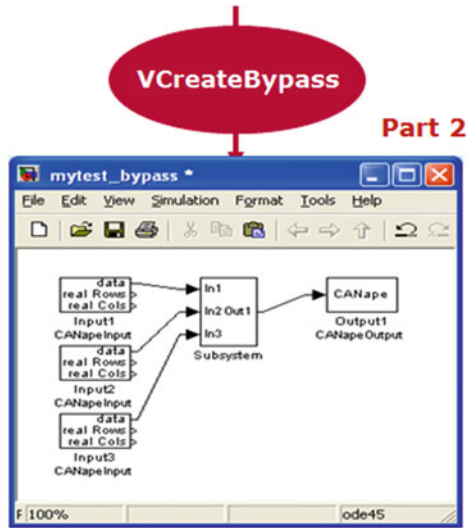 VCreateBypass
Part 2
mytest_bypass *
File Edit View Simulation Format Tools Help
data
real Rows
real Cols
Input1
CANapeInput
data
real Rows
real Cols
Input2
CANapeInput
data
real Rows
real Cols
Input3
CANapeInput
In1
In2 Out1
In3
Subsystem
CANape
Output1
CANapeOutput
F 100% ode45